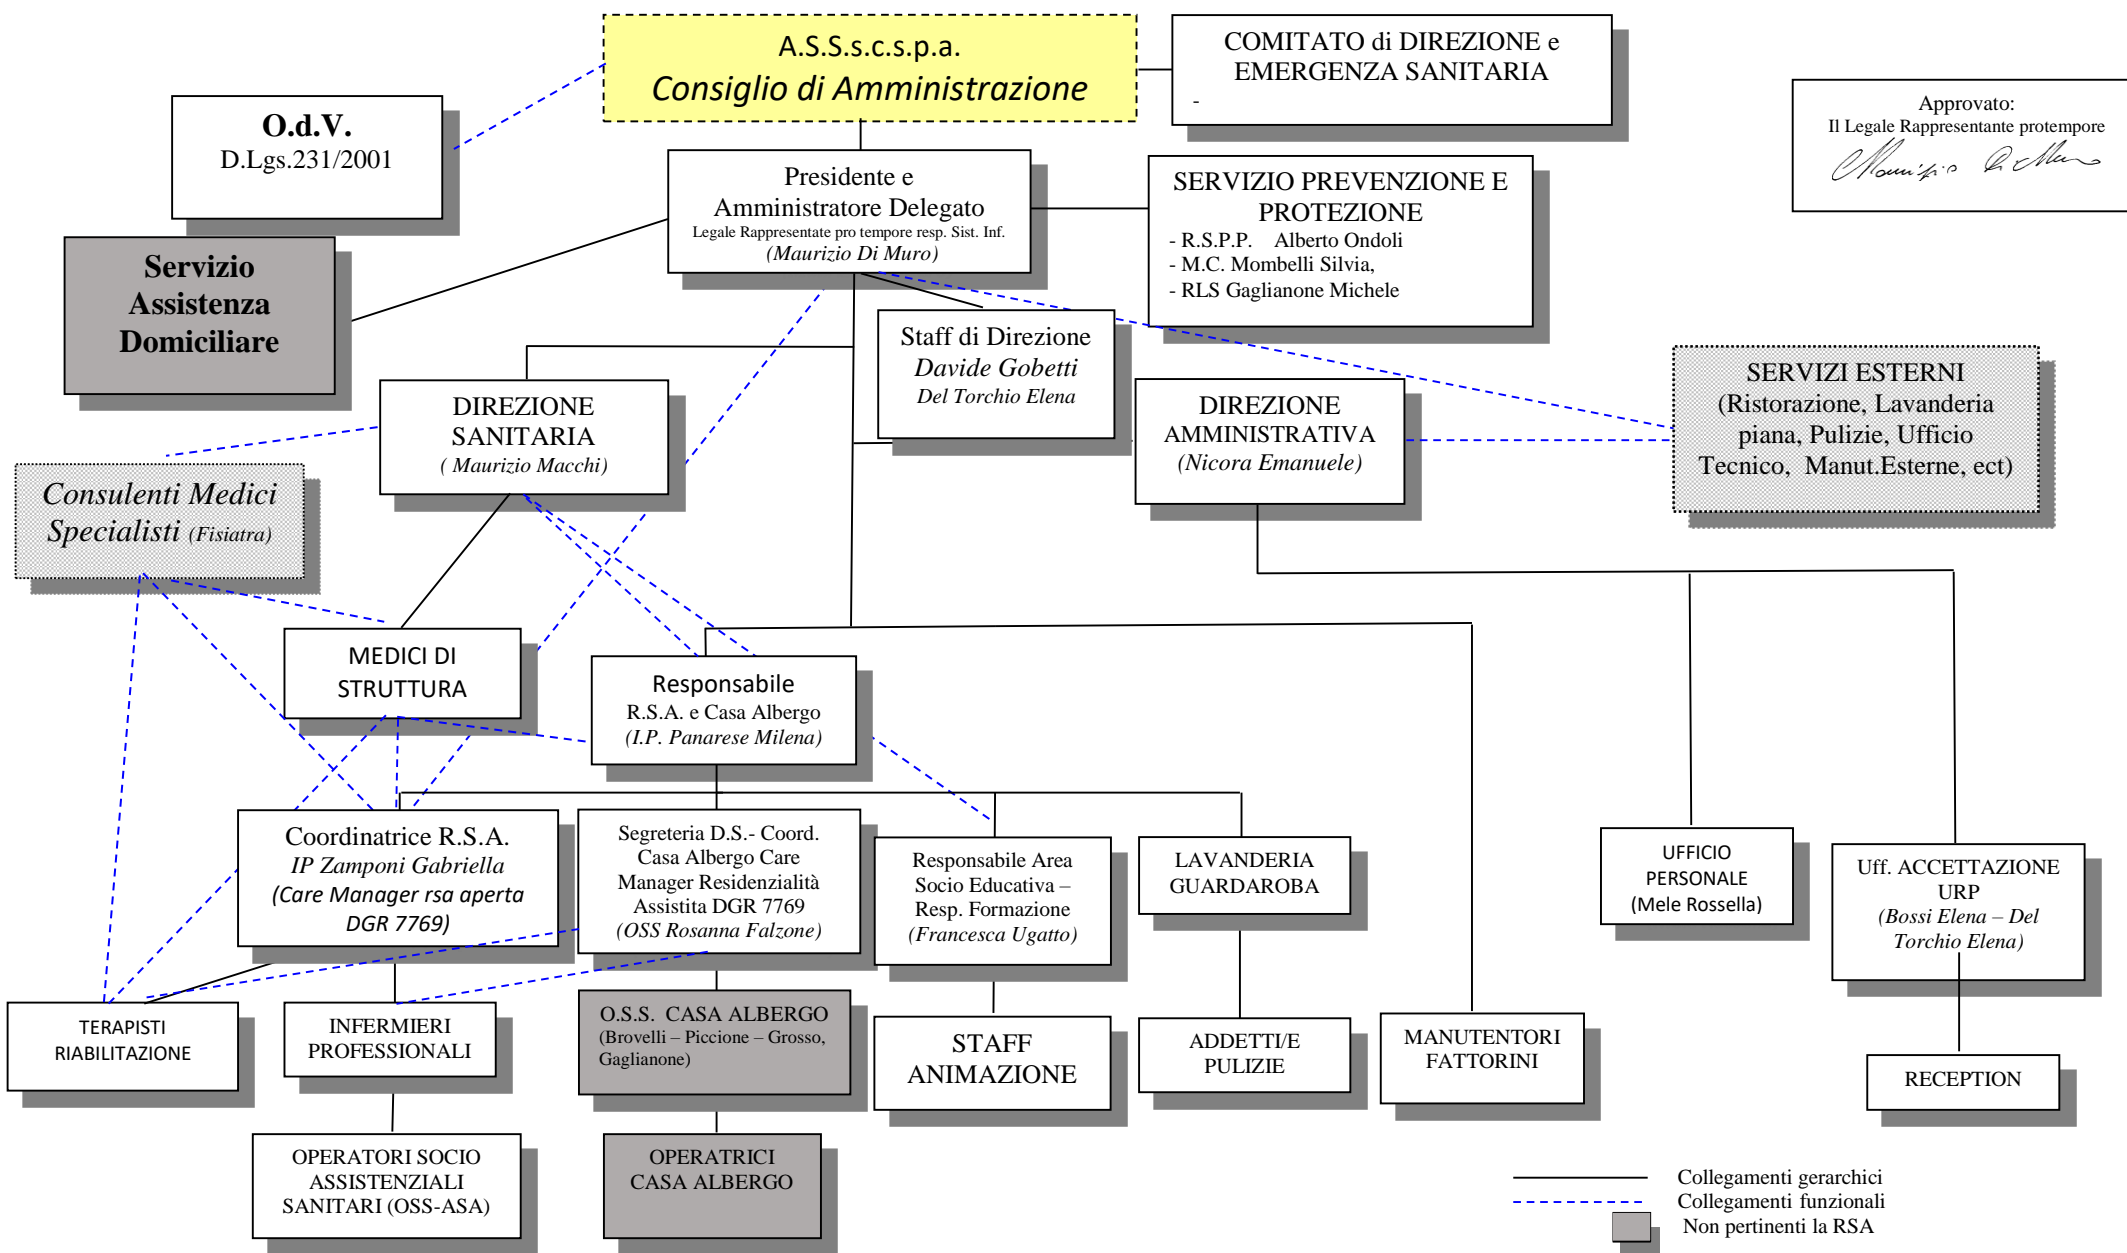 A.S.S.s.c.s.p.a.
Consiglio di Amministrazione
COMITATO di DIREZIONE e
EMERGENZA SANITARIA
-
Approvato:
Il Legale Rappresentante protempore
Maurizio Di Muro
O.d.V.
D.Lgs.231/2001
Presidente e
Amministratore Delegato
Legale Rappresentate pro tempore resp. Sist. Inf.
(Maurizio Di Muro)
SERVIZIO PREVENZIONE E
PROTEZIONE
- R.S.P.P. Alberto Ondoli
- M.C. Mombelli Silvia,
- RLS Gaglianone Michele
Servizio
Assistenza
Domiciliare
Staff di Direzione
Davide Gobetti
Del Torchio Elena
SERVIZI ESTERNI
(Ristorazione, Lavanderia
piana, Pulizie, Ufficio
Tecnico, Manut.Esterne, ect)
DIREZIONE
SANITARIA
( Maurizio Macchi)
DIREZIONE
AMMINISTRATIVA
(Nicora Emanuele)
Consulenti Medici
Specialisti (Fisiatra)
MEDICI DI
STRUTTURA
Responsabile
R.S.A. e Casa Albergo
(I.P. Panarese Milena)
Coordinatrice R.S.A.
IP Zamponi Gabriella
(Care Manager rsa aperta
DGR 7769)
Segreteria D.S.- Coord.
Casa Albergo Care
Manager Residenzialità
Assistita DGR 7769
(OSS Rosanna Falzone)
Responsabile Area
Socio Educativa –
Resp. Formazione
(Francesca Ugatto)
LAVANDERIA
GUARDAROBA
UFFICIO
PERSONALE
(Mele Rossella)
Uff. ACCETTAZIONE
URP
(Bossi Elena – Del
Torchio Elena)
TERAPISTI
RIABILITAZIONE
INFERMIERI
PROFESSIONALI
O.S.S. CASA ALBERGO
(Brovelli – Piccione – Grosso,
Gaglianone)
STAFF
ANIMAZIONE
ADDETTI/E
PULIZIE
MANUTENTORI
FATTORINI
RECEPTION
OPERATORI SOCIO
ASSISTENZIALI
SANITARI (OSS-ASA)
OPERATRICI
CASA ALBERGO
Collegamenti gerarchici
Collegamenti funzionali
Non pertinenti la RSA